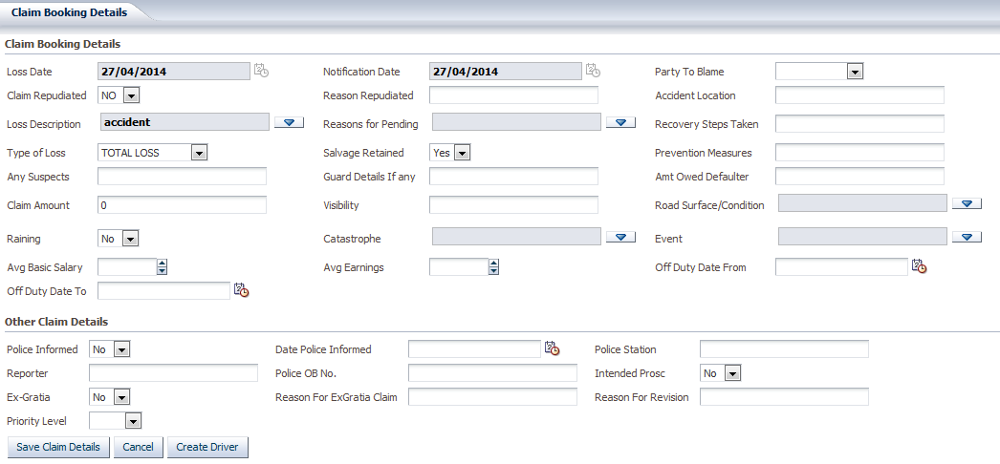 Claim Booking Details
Claim Booking Details
Loss Date 27/04/2014 Notification Date 27/04/2014 Party To Blame
Claim Repudiated NO Reason Repudiated Accident Location
Loss Description accident Reasons for Pending Recovery Steps Taken
Type of Loss TOTAL LOSS Salvage Retained Yes Prevention Measures
Any Suspects Guard Details If any Amt Owed Defaulter
Claim Amount 0 Visibility Road Surface/Condition
Raining No Catastrophe Event
Avg Basic Salary Avg Earnings Off Duty Date From
Off Duty Date To
Other Claim Details
Police Informed No Date Police Informed Police Station
Reporter Police OB No. Intended Prosc No
Ex-Gratia No Reason For ExGratia Claim Reason For Revision
Priority Level
Save Claim Details Cancel Create Driver